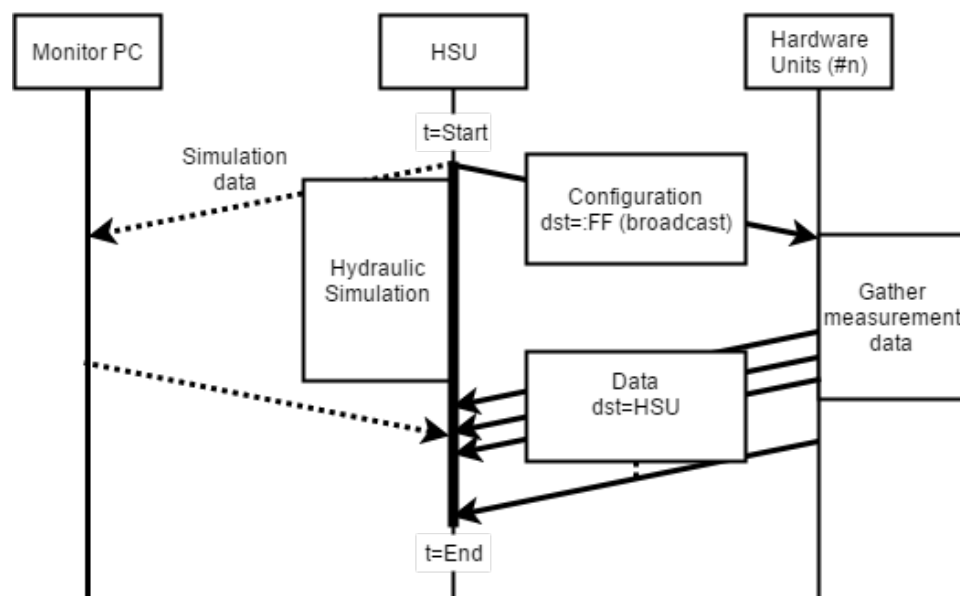 Monitor PC
HSU
Hardware
Units (#n)
t=Start
Simulation
data
Configuration
dst=:FF (broadcast)
Hydraulic
Simulation
Gather
measurement
data
Data
dst=HSU
t=End